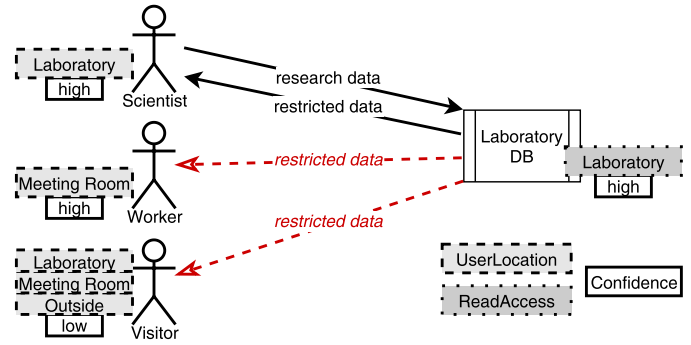 Laboratory
high
Scientist
research data
restricted data
Laboratory
DB
Laboratory
high
Meeting Room
high
Worker
restricted data
restricted data
Laboratory
Meeting Room
Outside
low
Visitor
UserLocation
ReadAccess
Confidence